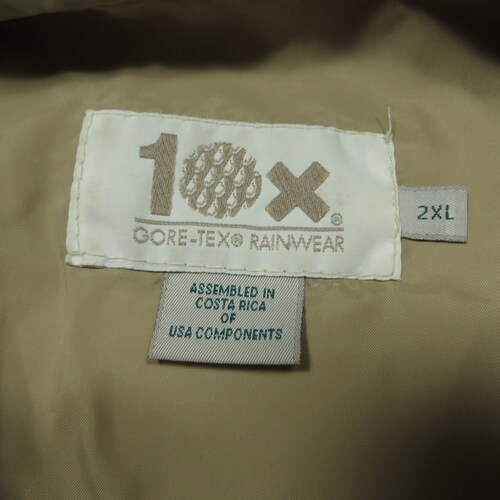 10X®
GORE-TEX® RAINWEAR
2XL
ASSEMBLED IN
COSTA RICA
OF
USA COMPONENTS